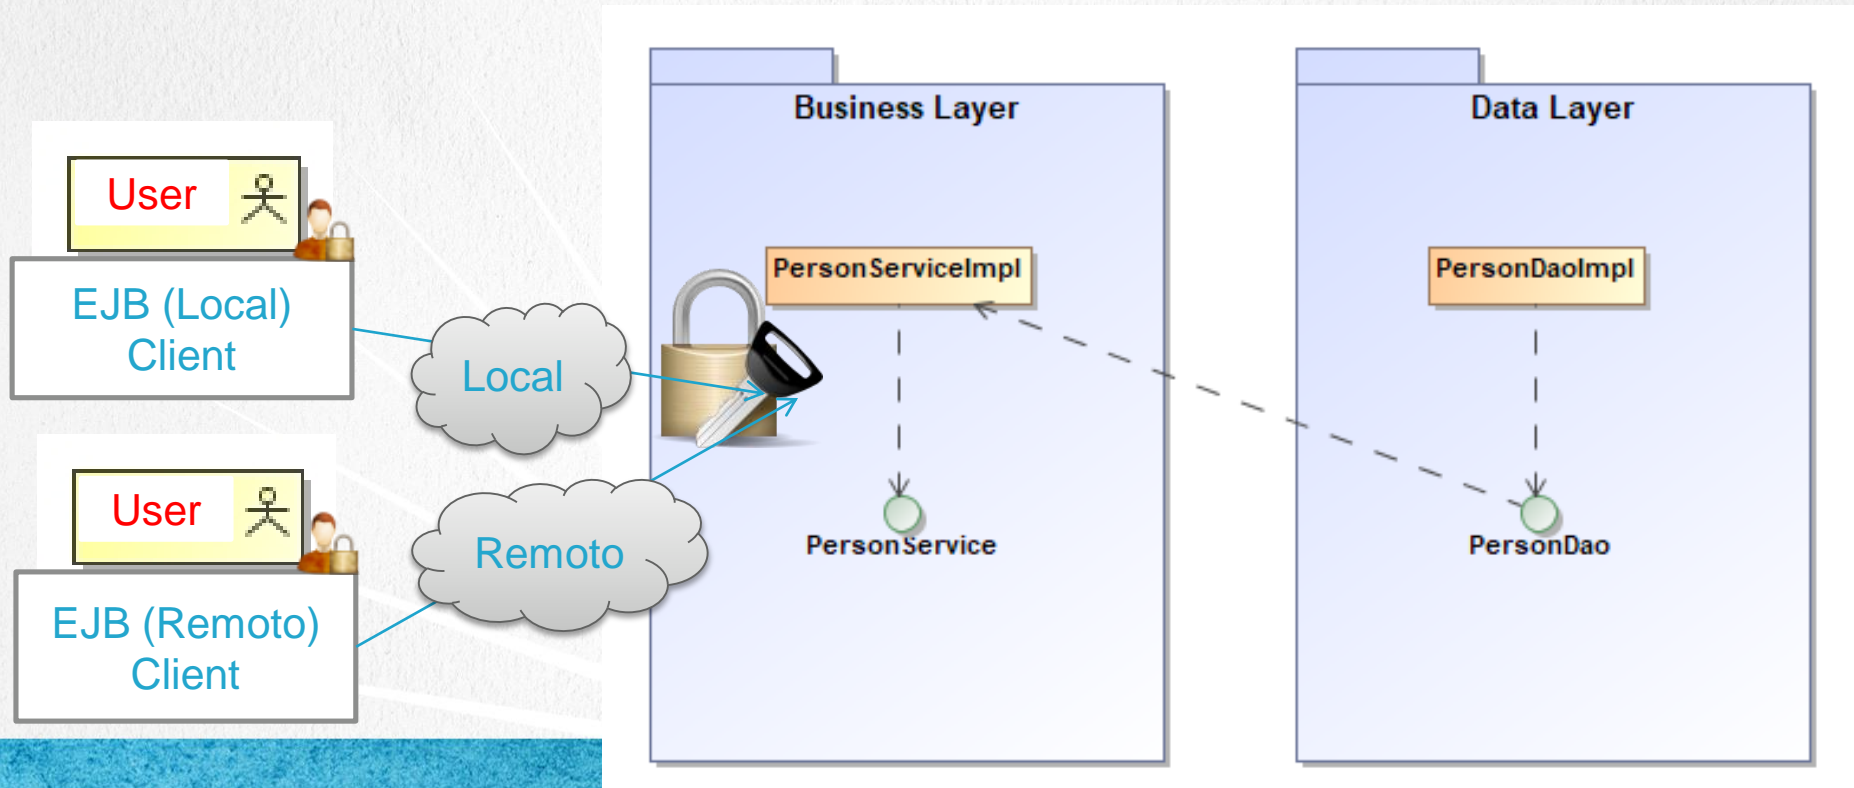 User
EJB (Local)
Client
Local
User
EJB (Remoto)
Client
Remoto
Business Layer
PersonServiceImpl
PersonService
Data Layer
PersonDaoImpl
PersonDao